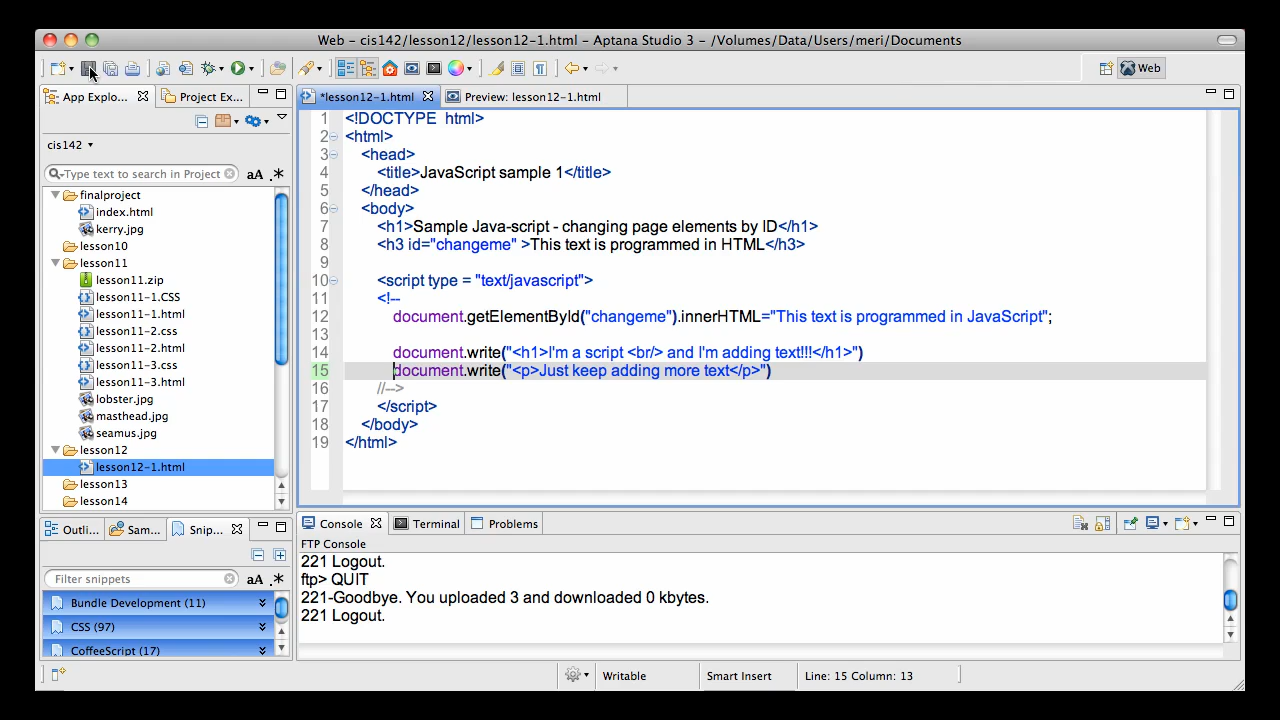 Web - cis142/lesson12/lesson12-1.html - Aptana Studio 3 - /Volumes/Data/Users/meri/Documents
Web
App Explo...
Project Ex...
cis142
Type text to search in Project
aA .*
finalproject
index.html
kerry.jpg
lesson10
lesson11
lesson11.zip
lesson11-1.CSS
lesson11-1.html
lesson11-2.css
lesson11-2.html
lesson11-3.css
lesson11-3.html
lobster.jpg
masthead.jpg
seamus.jpg
lesson12
lesson12-1.html
lesson13
lesson14
*lesson12-1.html
Preview: lesson12-1.html
1 <!DOCTYPE html>
2 <html>
3 <head>
4 <title>JavaScript sample 1</title>
5 </head>
6 <body>
7 <h1>Sample Java-script - changing page elements by ID</h1>
8 <h3 id="changeme" >This text is programmed in HTML</h3>
9
10 <script type = "text/javascript">
11 <!--
12 document.getElementById("changeme").innerHTML="This text is programmed in JavaScript";
13
14 document.write("<h1>I'm a script <br/> and I'm adding text!!!</h1>")
15 document.write("<p>Just keep adding more text</p>")
16 //-->
17 </script>
18 </body>
19 </html>
Outli...
Sam...
Snip...
Filter snippets
aA .*
Bundle Development (11)
CSS (97)
CoffeeScript (17)
Console
Terminal
Problems
FTP Console
221 Logout.
ftp> QUIT
221-Goodbye. You uploaded 3 and downloaded 0 kbytes.
221 Logout.
Writable
Smart Insert
Line: 15 Column: 13